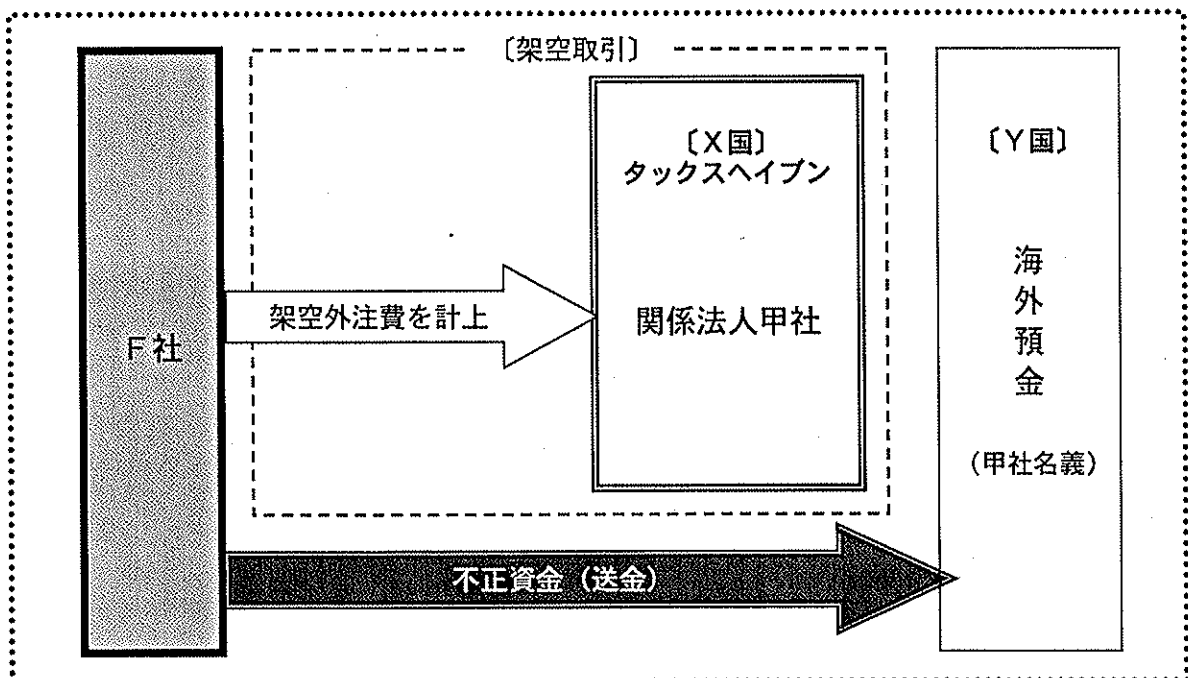 〔架空取引〕
F社
架空外注費を計上
〔X国〕
タックスヘイブン
関係法人甲社
〔Y国〕
海外預金
(甲社名義)
不正資金(送金)